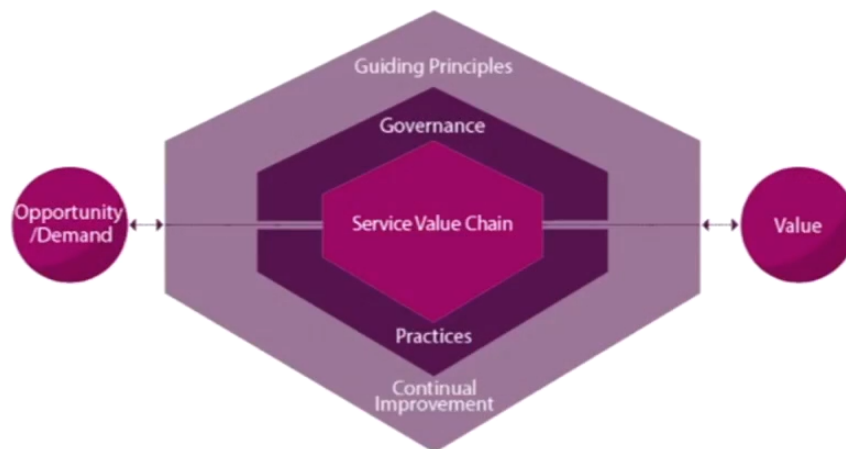 Guiding Principles
Governance
Opportunity
/Demand
Service Value Chain
Value
Practices
Continual
Improvement